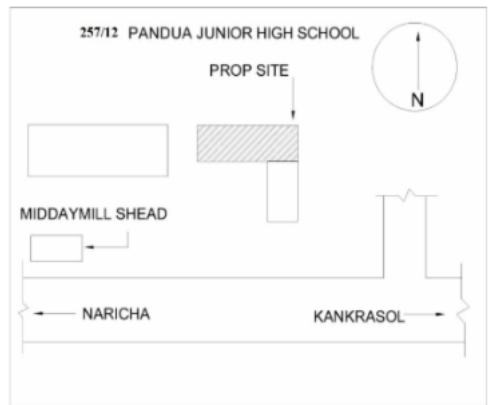 257/12 PANDUA JUNIOR HIGH SCHOOL
PROP SITE
N
MIDDAYMILL SHEAD
NARICHA
KANKRASOL